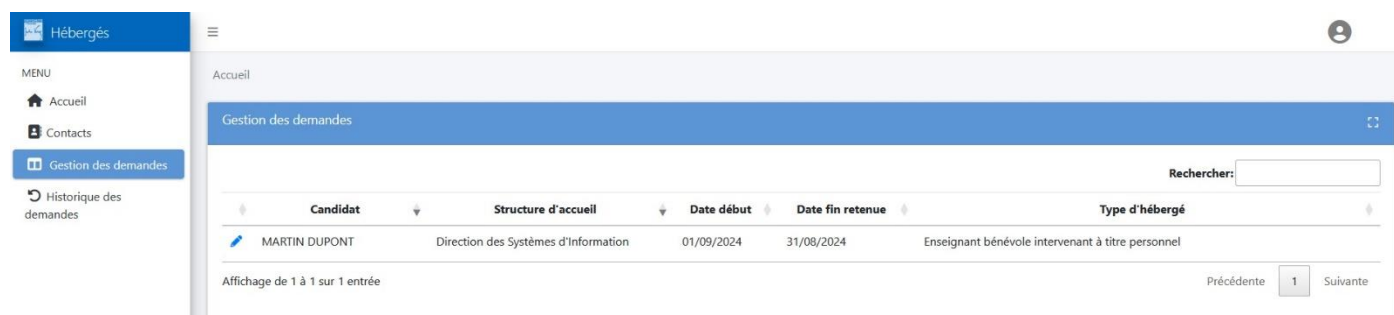 Hébergés
MENU
Accueil
Contacts
Gestion des demandes
Historique des
demandes
Accueil
Gestion des demandes
Rechercher:
Candidat Structure d'accueil Date début Date fin retenue Type d'hébergé
MARTIN DUPONT Direction des Systèmes d'Information 01/09/2024 31/08/2024 Enseignant bénévole intervenant à titre personnel
Affichage de 1 à 1 sur 1 entrée Précédente 1 Suivante